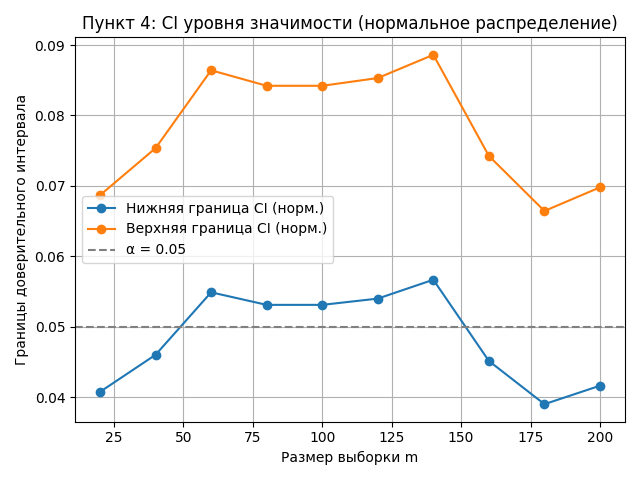 Пункт 4: CI уровня значимости (нормальное распределение)
Границы доверительного интервала
0.09
0.08
0.07
0.06
0.05
0.04
Нижняя граница CI (норм.)
Верхняя граница CI (норм.)
α = 0.05
25 50 75 100 125 150 175 200
Размер выборки m